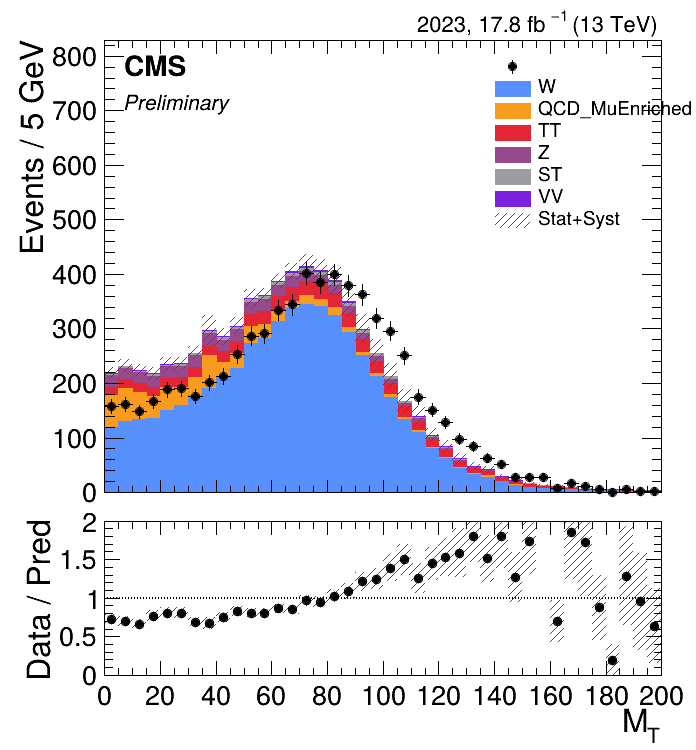 2023, 17.8 fb⁻¹ (13 TeV)
CMS
Preliminary
W
QCD_MuEnriched
TT
Z
ST
VV
Stat+Syst
Events / 5 GeV
800
700
600
500
400
300
200
100
0
Data / Pred
2
1.5
1
0.5
0
0 20 40 60 80 100 120 140 160 180 200
M_T